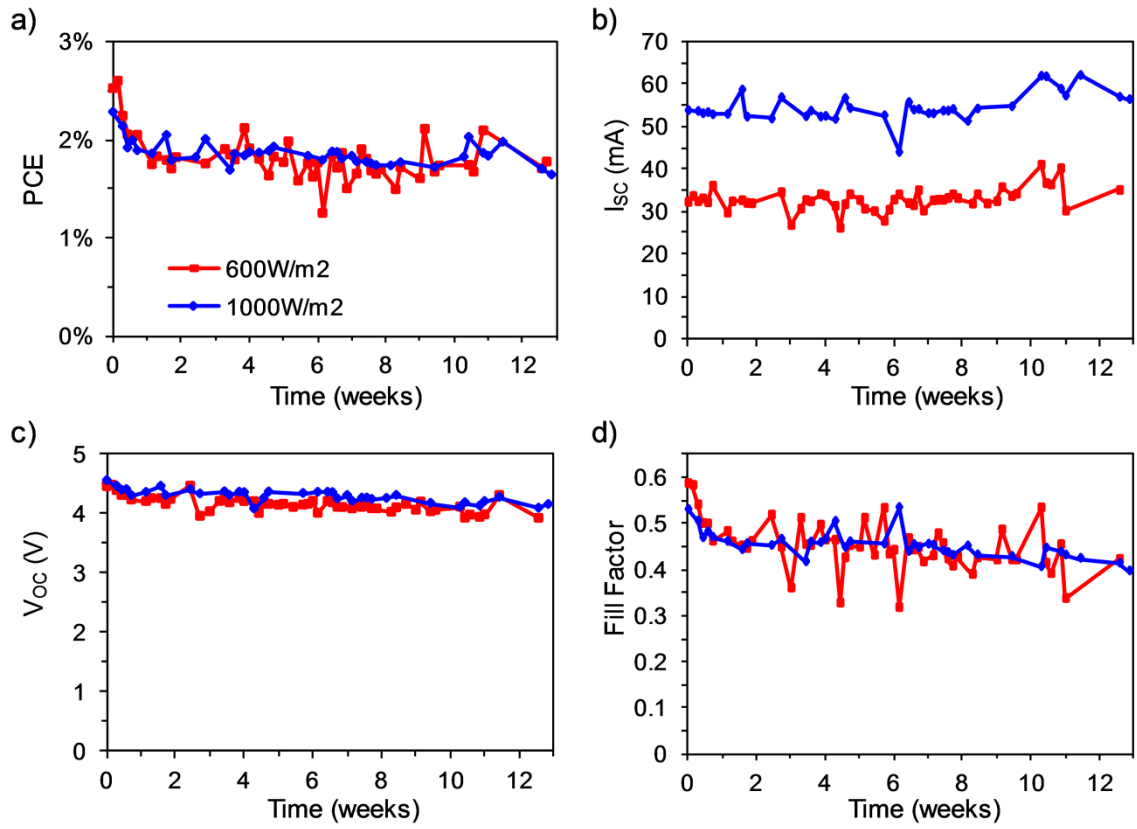 a)
3%
2%
1%
0%
PCE
600W/m2
1000W/m2
0 2 4 6 8 10 12
Time (weeks)
b)
70
60
50
40
30
20
10
0
ISC (mA)
0 2 4 6 8 10 12
Time (weeks)
c)
5
4
3
2
1
0
VOC (V)
0 2 4 6 8 10 12
Time (weeks)
d)
0.6
0.5
0.4
0.3
0.2
0.1
0
Fill Factor
0 2 4 6 8 10 12
Time (weeks)